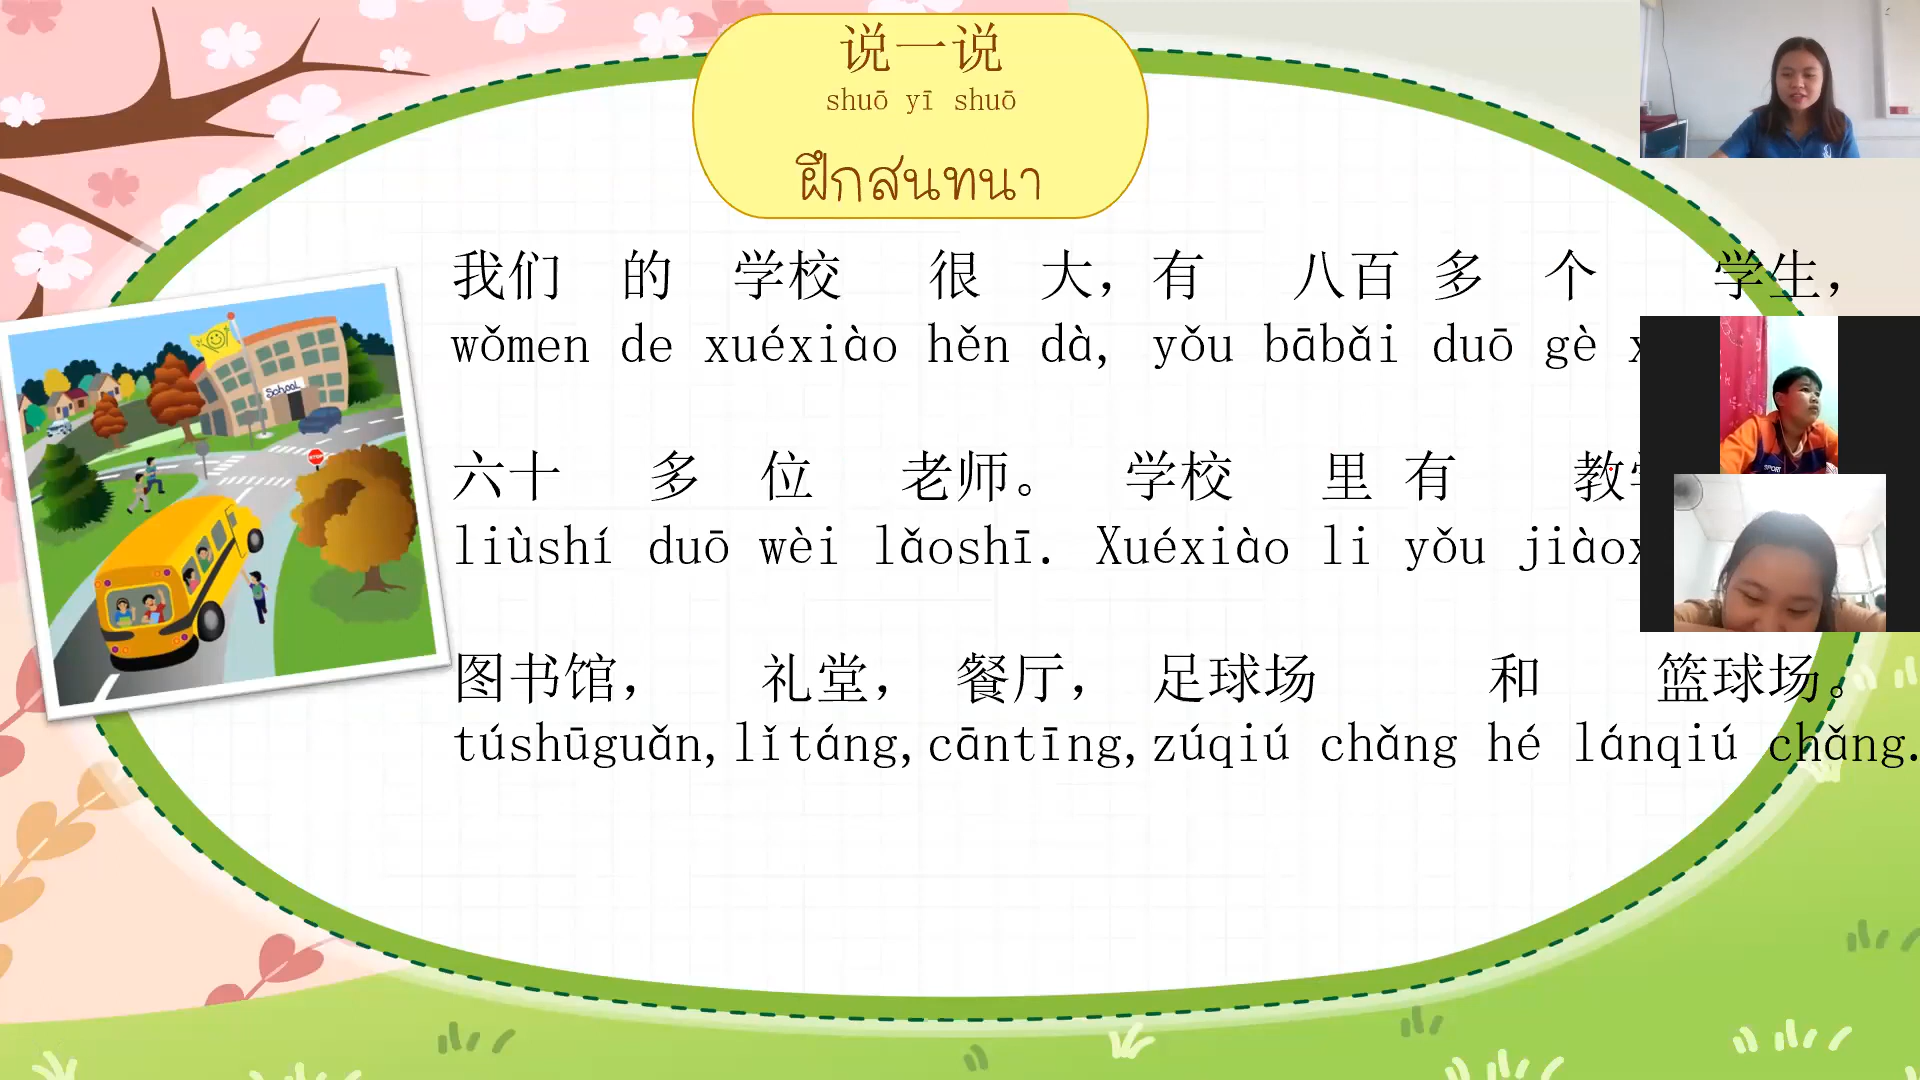 说一说
shuō yī shuō
ฝึกสนทนา
我们 的 学校 很 大，有 八百 多 个 学生，
wǒmen de xuéxiào hěn dà, yǒu bābǎi duō gè
六十 多 位 老师。 学校 里 有
liùshí duō wèi lǎoshī. Xuéxiào li yǒu
图书馆， 礼堂， 餐厅， 足球场 和 篮球场。
túshūguǎn,lǐtáng,cāntīng,zúqiú chǎng hé lánqiú chǎng.
School
STOP
SPORT